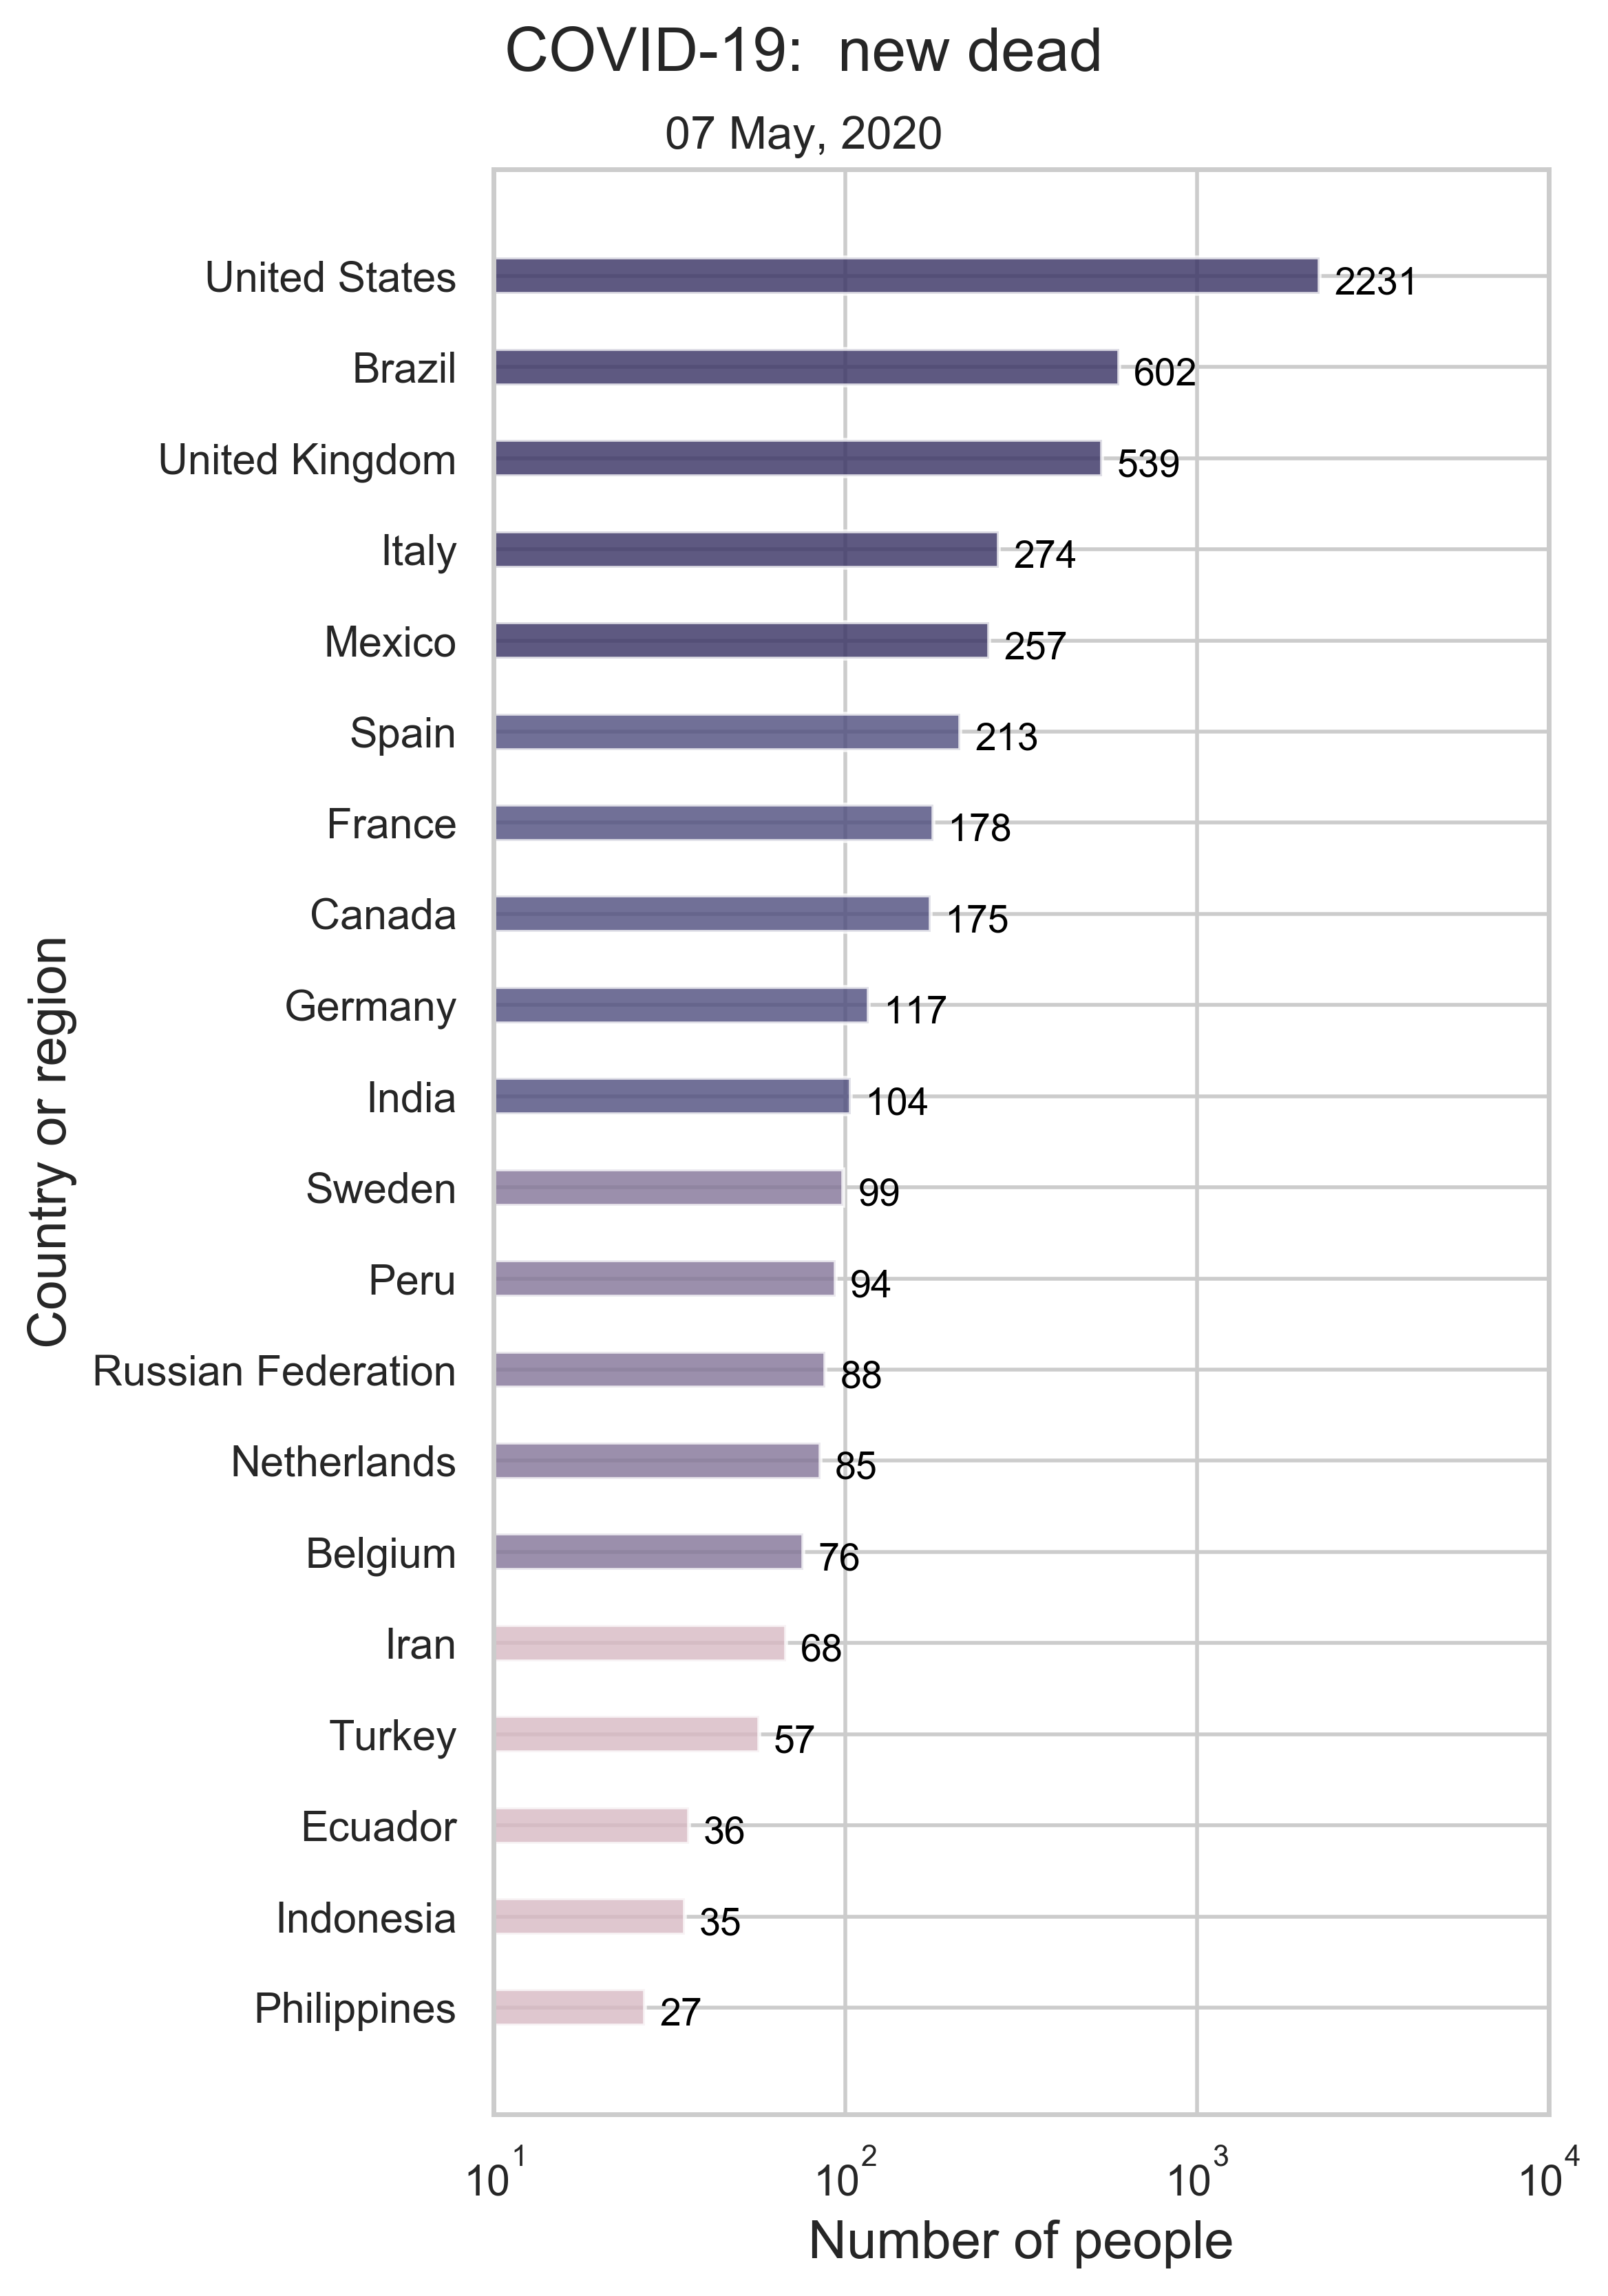 COVID-19:  new dead
07 May, 2020
United States 2231
Brazil 602
United Kingdom 539
Italy 274
Mexico 257
Spain 213
France 178
Canada 175
Germany 117
India 104
Sweden 99
Peru 94
Russian Federation 88
Netherlands 85
Belgium 76
Iran 68
Turkey 57
Ecuador 36
Indonesia 35
Philippines 27
Country or region
10^1 10^2 10^3 10^4
Number of people